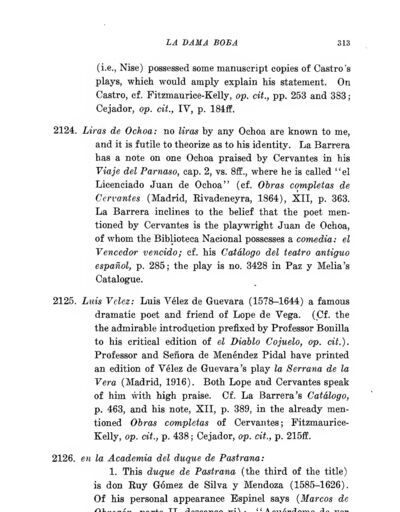 LA DAMA BOBA 313
(i.e., Nise) possessed some manuscript copies of Castro's
plays, which would amply explain his statement. On
Castro, cf. Fitzmaurice-Kelly, op. cit., pp. 253 and 383;
Cejador, op. cit., IV, p. 184ff.
2124. Liras de Ochoa: no liras by any Ochoa are known to me,
and it is futile to theorize as to his identity. La Barrera
has a note on one Ochoa praised by Cervantes in his
Viaje del Parnaso, cap. 2, vs. 8ff., where he is called "el
Licenciado Juan de Ochoa" (cf. Obras completas de
Cervantes (Madrid, Rivadeneyra, 1864), XII, p. 363.
La Barrera inclines to the belief that the poet men-
tioned by Cervantes is the playwright Juan de Ochoa,
of whom the Biblioteca Nacional possesses a comedia: el
Vencedor vencido; cf. his Catálogo del teatro antiguo
español, p. 285; the play is no. 3428 in Paz y Melia's
Catalogue.
2125. Luis Velez: Luis Vélez de Guevara (1578-1644) a famous
dramatic poet and friend of Lope de Vega. (Cf. the
the admirable introduction prefixed by Professor Bonilla
to his critical edition of el Diablo Cojuelo, op. cit.).
Professor and Señora de Menéndez Pidal have printed
an edition of Vélez de Guevara's play la Serrana de la
Vera (Madrid, 1916). Both Lope and Cervantes speak
of him with high praise. Cf. La Barrera's Catálogo,
p. 463, and his note, XII, p. 389, in the already men-
tioned Obras completas of Cervantes; Fitzmaurice-
Kelly, op. cit., p. 438; Cejador, op. cit., p. 215ff.
2126. en la Academia del duque de Pastrana:
1. This duque de Pastrana (the third of the title)
is don Ruy Gómez de Silva y Mendoza (1585-1626).
Of his personal appearance Espinel says (Marcos de